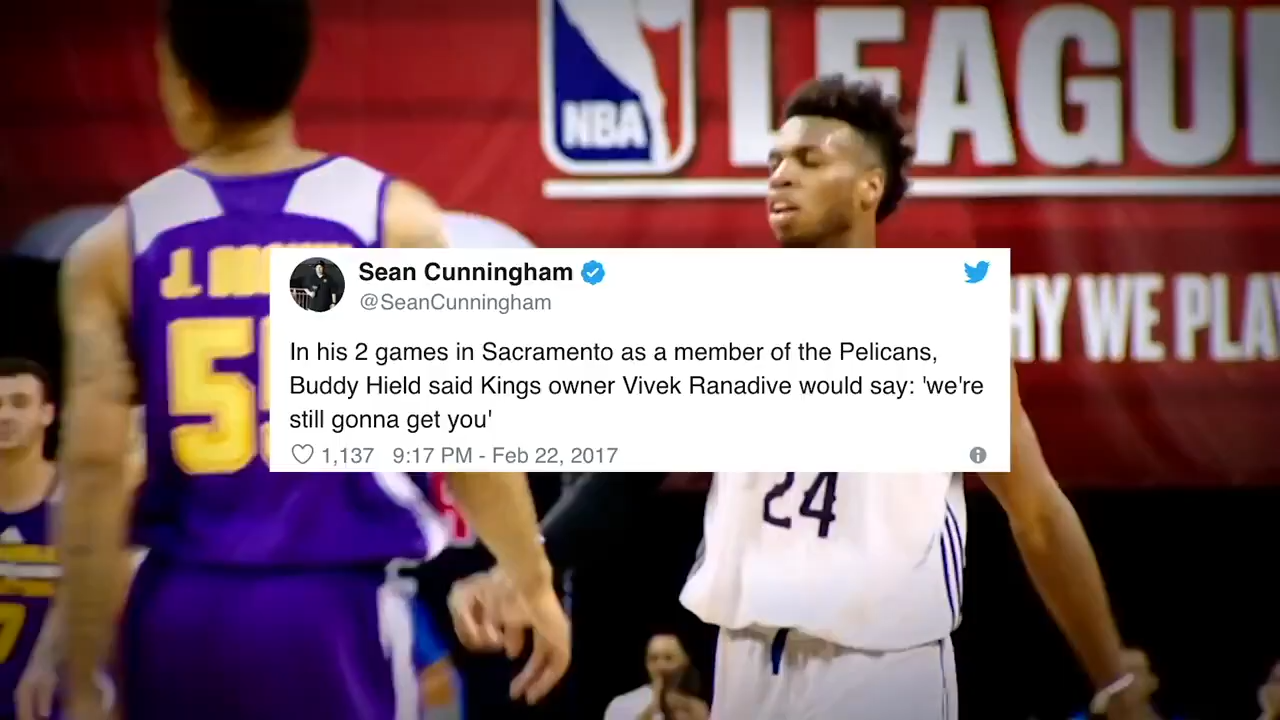 NBA
LEAGU
HY WE PLA
Sean Cunningham
@SeanCunningham
In his 2 games in Sacramento as a member of the Pelicans,
Buddy Hield said Kings owner Vivek Ranadive would say: 'we're
still gonna get you'
1,137 9:17 PM - Feb 22, 2017
24